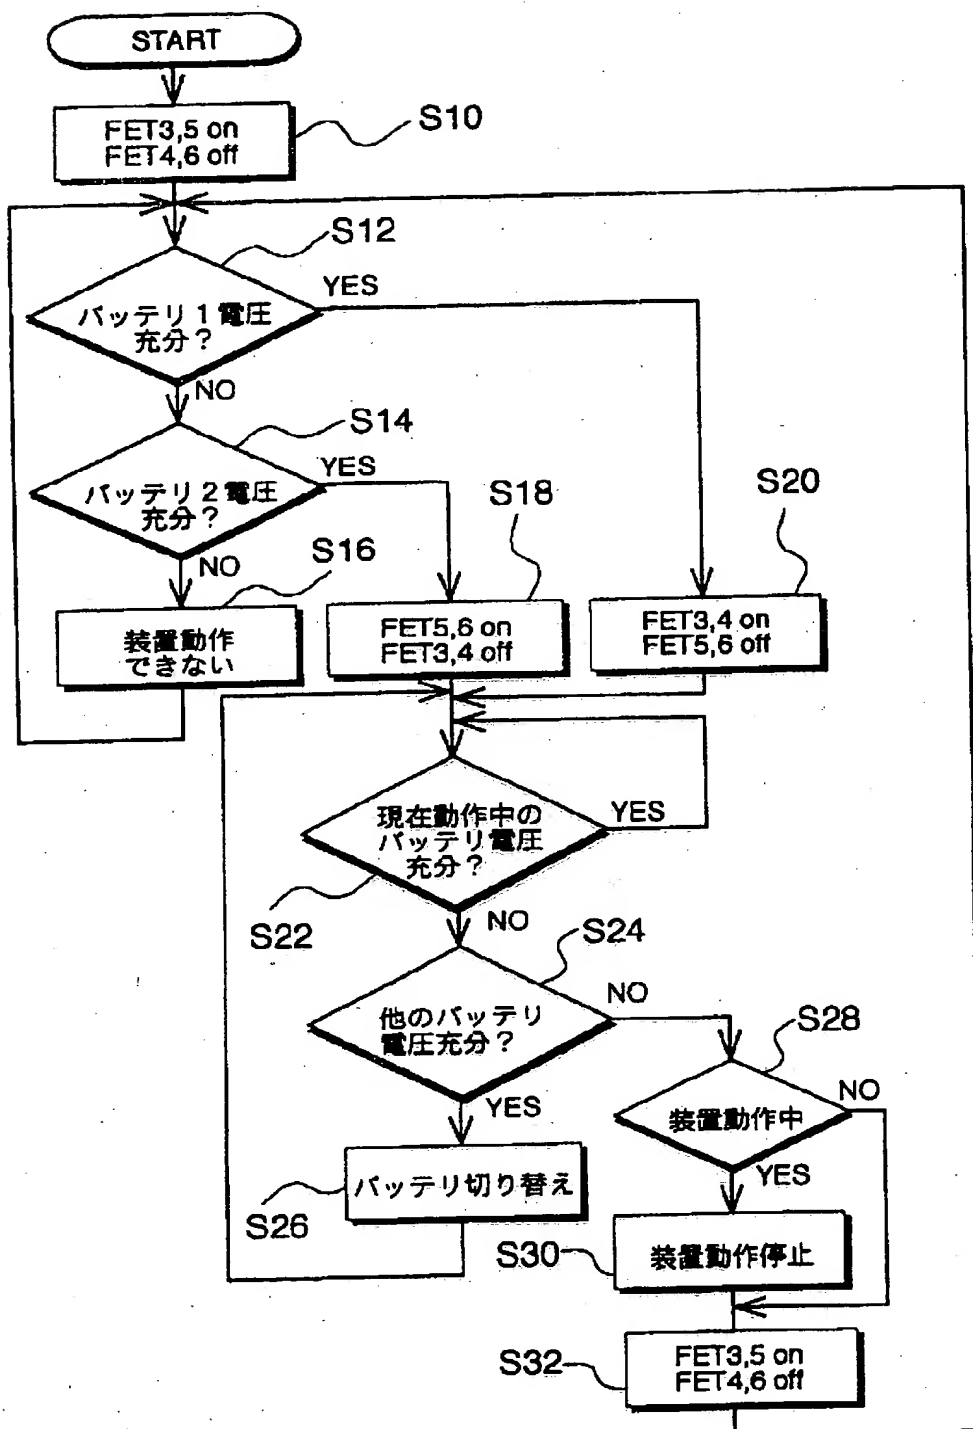 START
FET3,5 on
FET4,6 off
S10
S12
バッテリ1電圧
充分?
YES
NO
S14
バッテリ2電圧
充分?
YES
NO
S16
装置動作
できない
S18
FET5,6 on
FET3,4 off
S20
FET3,4 on
FET5,6 off
現在動作中の
バッテリ電圧
充分?
YES
S22
NO
S24
他のバッテリ
電圧充分?
NO
YES
S28
装置動作中
NO
YES
バッテリ切り替え
S26
S30
装置動作停止
S32
FET3,5 on
FET4,6 off